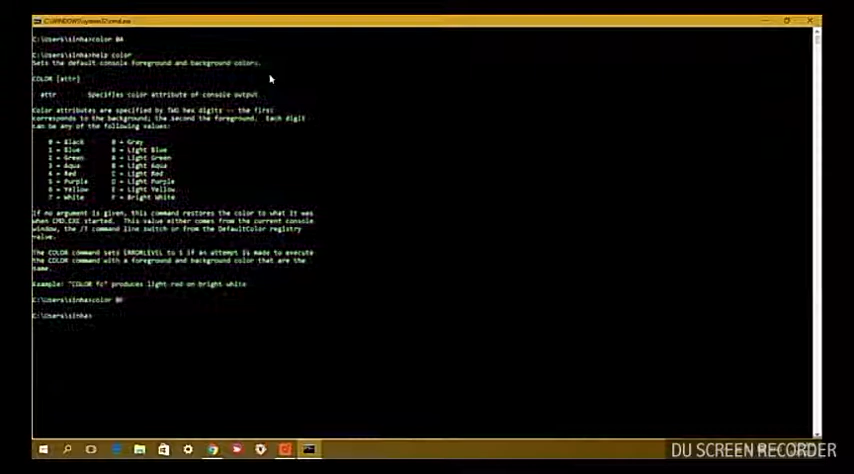 C:\WINDOWS\system32\cmd.exe
C:\Users\sinha>color 0A
C:\Users\sinha>help color
Sets the default console foreground and background colors.
COLOR [attr]
attr Specifies color attribute of console output
Color attributes are specified by TWO hex digits -- the first
corresponds to the background; the second the foreground. Each digit
can be any of the following values:
0 = Black 8 = Gray
1 = Blue 9 = Light Blue
2 = Green A = Light Green
3 = Aqua B = Light Aqua
4 = Red C = Light Red
5 = Purple D = Light Purple
6 = Yellow E = Light Yellow
7 = White F = Bright White
If no argument is given, this command restores the color to what it was
when CMD.EXE started. This value either comes from the current console
window, the /T command line switch or from the DefaultColor registry
value.
The COLOR command sets ERRORLEVEL to 1 if an attempt is made to execute
the COLOR command with a foreground and background color that are the
same.
Example: "COLOR fc" produces light red on bright white
C:\Users\sinha>color
C:\Users\sinha>
DU SCREEN RECORDER